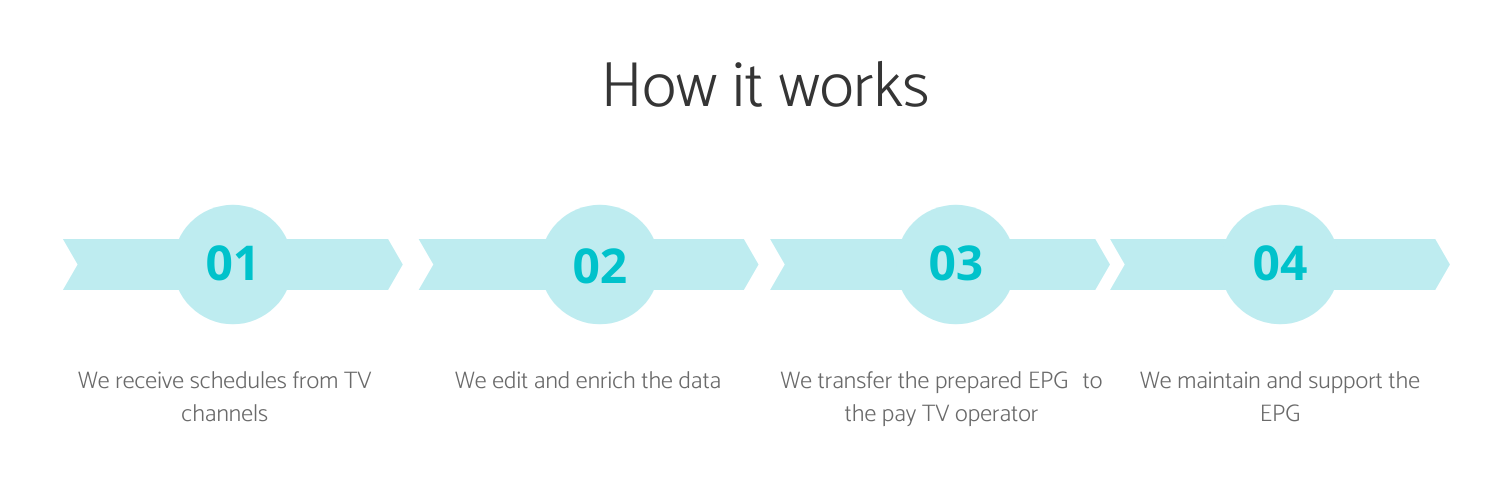 How it works
01
02
03
04
We receive schedules from TV
channels
We edit and enrich the data
We transfer the prepared EPG to
the pay TV operator
We maintain and support the
EPG